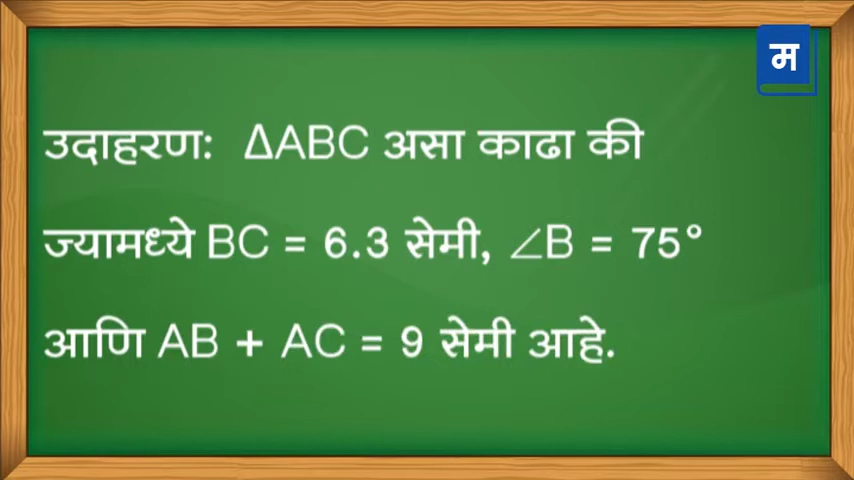 म
उदाहरण: ΔABC असा काढा की
ज्यामध्ये BC = 6.3 सेमी, ∠B = 75°
आणि AB + AC = 9 सेमी आहे.